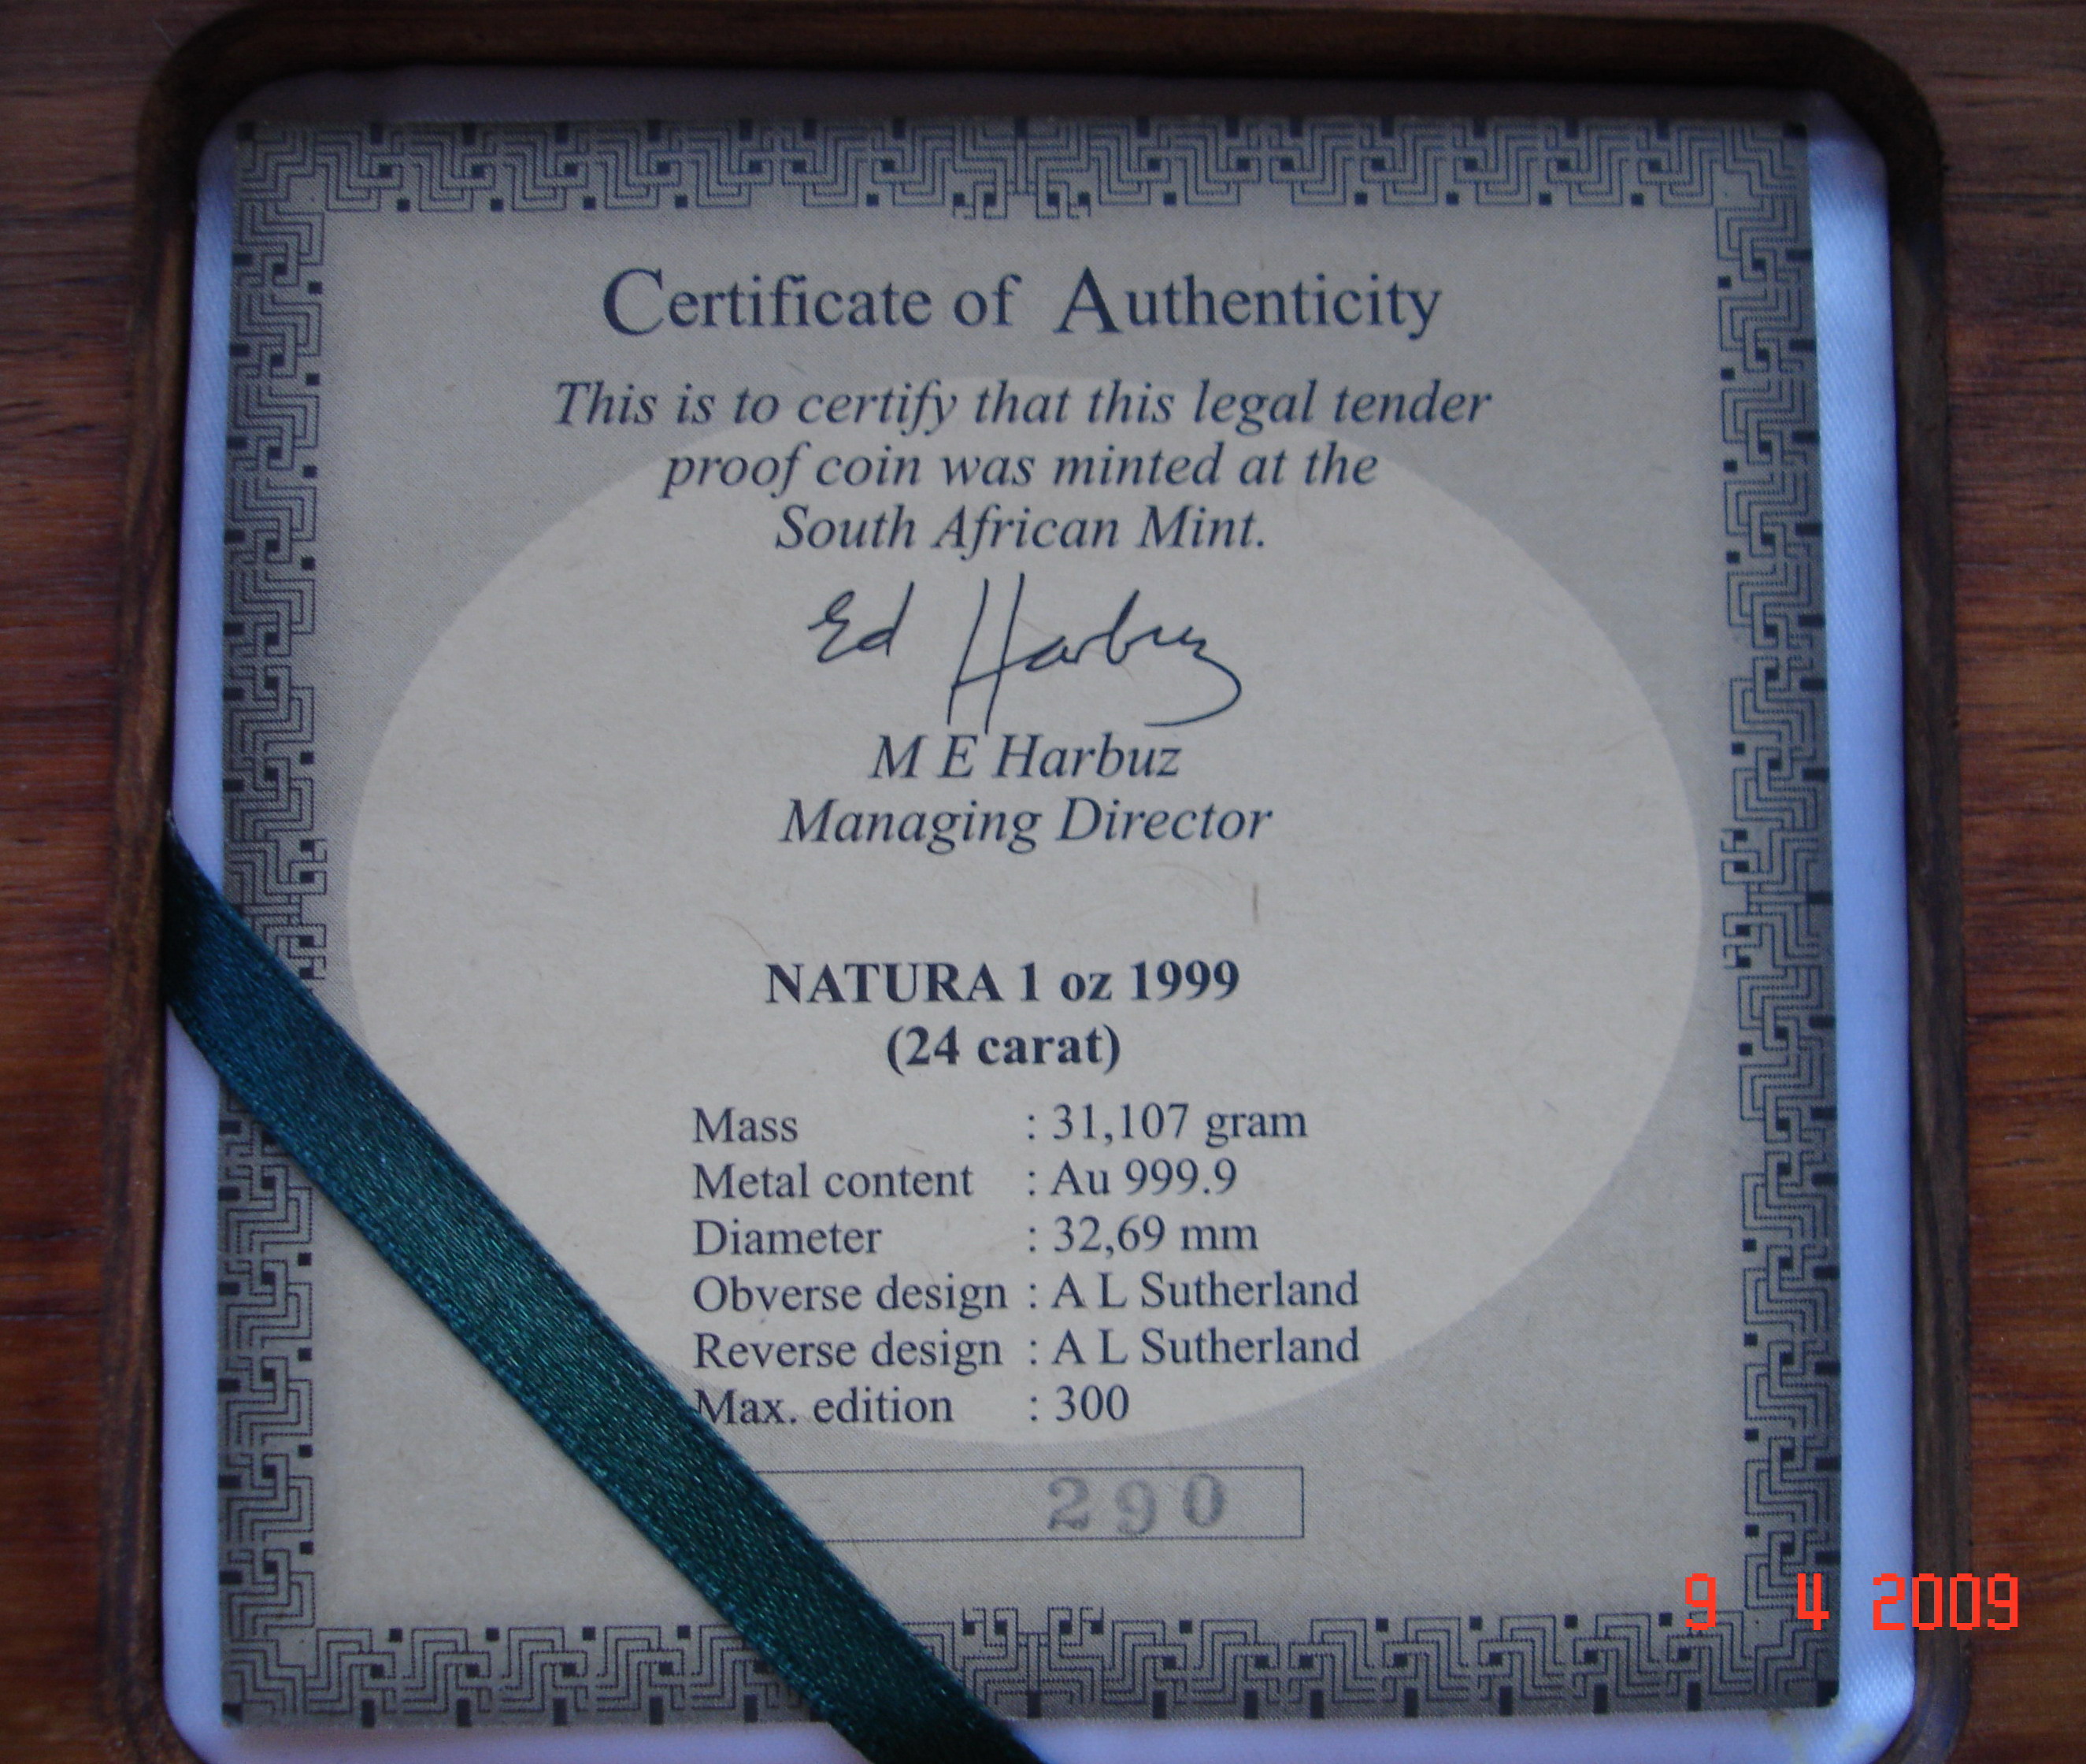 Certificate of Authenticity
This is to certify that this legal tender
proof coin was minted at the
South African Mint.
Ed Harbuz
M E Harbuz
Managing Director
NATURA 1 oz 1999
(24 carat)
Mass : 31,107 gram
Metal content : Au 999.9
Diameter : 32,69 mm
Obverse design : A L Sutherland
Reverse design : A L Sutherland
Max. edition : 300
290
9 4 2009